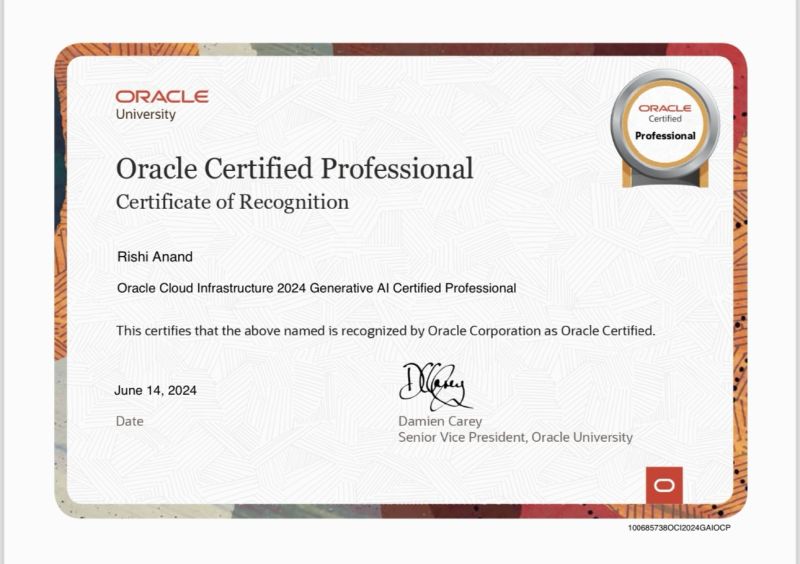 ORACLE
University
ORACLE
Certified
Professional
Oracle Certified Professional
Certificate of Recognition
Rishi Anand
Oracle Cloud Infrastructure 2024 Generative AI Certified Professional
This certifies that the above named is recognized by Oracle Corporation as Oracle Certified.
June 14, 2024
Date
DCarey
Damien Carey
Senior Vice President, Oracle University
100685738OCI2024GAIOCP